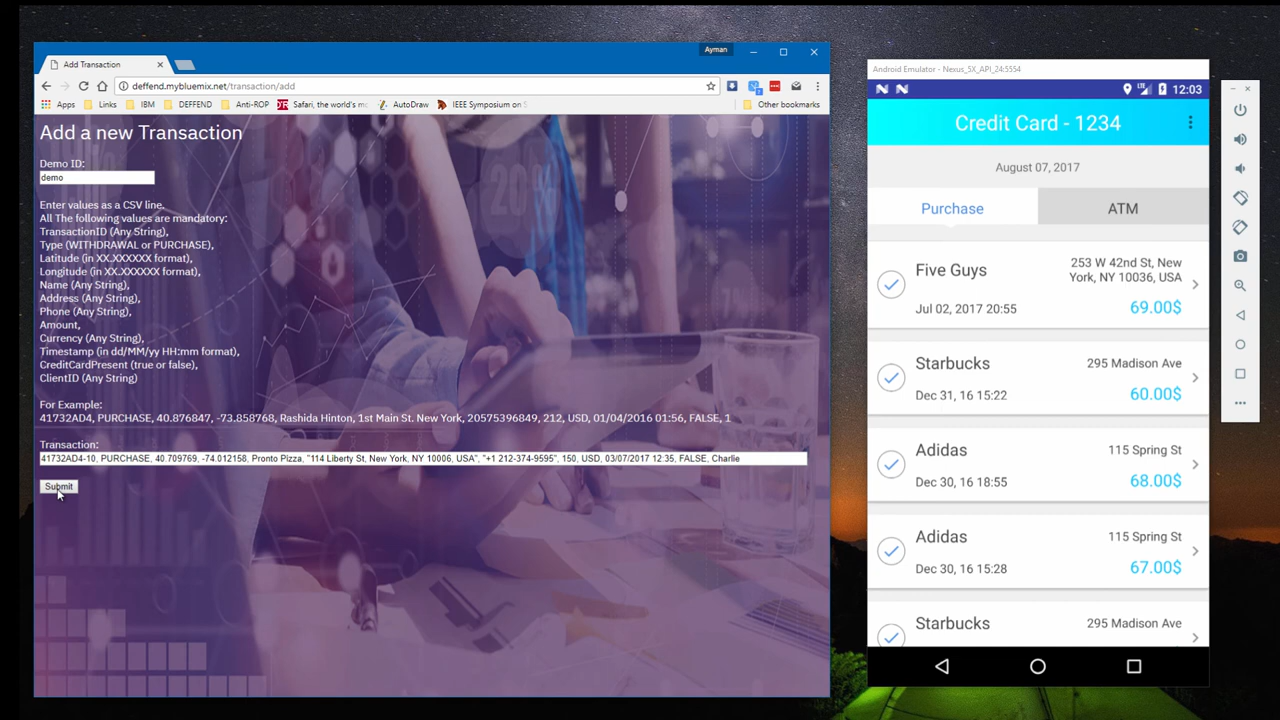 Ayman
Add Transaction
deffend.mybluemix.net/transaction/add
Apps
Links
IBM
DEFFEND
Anti-ROP
Safari, the world's mo
AutoDraw
IEEE Symposium on S
Other bookmarks
Add a new Transaction
Demo ID:
demo
Enter values as a CSV line.
All The following values are mandatory:
TransactionID (Any String),
Type (WITHDRAWAL or PURCHASE),
Latitude (in XX.XXXXXX format),
Longitude (in XX.XXXXXX format),
Name (Any String),
Address (Any String),
Phone (Any String),
Amount,
Currency (Any String),
Timestamp (in dd/MM/yy HH:mm format),
CreditCardPresent (true or false),
ClientID (Any String)
For Example:
41732AD4, PURCHASE, 40.876847, -73.858768, Rashida Hinton, 1st Main St. New York, 20575396849, 212, USD, 01/04/2016 01:56, FALSE, 1
Transaction:
41732AD4-10, PURCHASE, 40.709769, -74.012158, Pronto Pizza, "114 Liberty St, New York, NY 10006, USA", "+1 212-374-9595", 150, USD, 03/07/2017 12:35, FALSE, Charlie
Submit
Android Emulator - Nexus_5X_API_24:5554
LTE
12:03
Credit Card - 1234
August 07, 2017
Purchase
ATM
Five Guys
253 W 42nd St, New
York, NY 10036, USA
Jul 02, 2017 20:55
69.00$
Starbucks
295 Madison Ave
Dec 31, 16 15:22
60.00$
Adidas
115 Spring St
Dec 30, 16 18:55
68.00$
Adidas
115 Spring St
Dec 30, 16 15:28
67.00$
Starbucks
295 Madison Ave